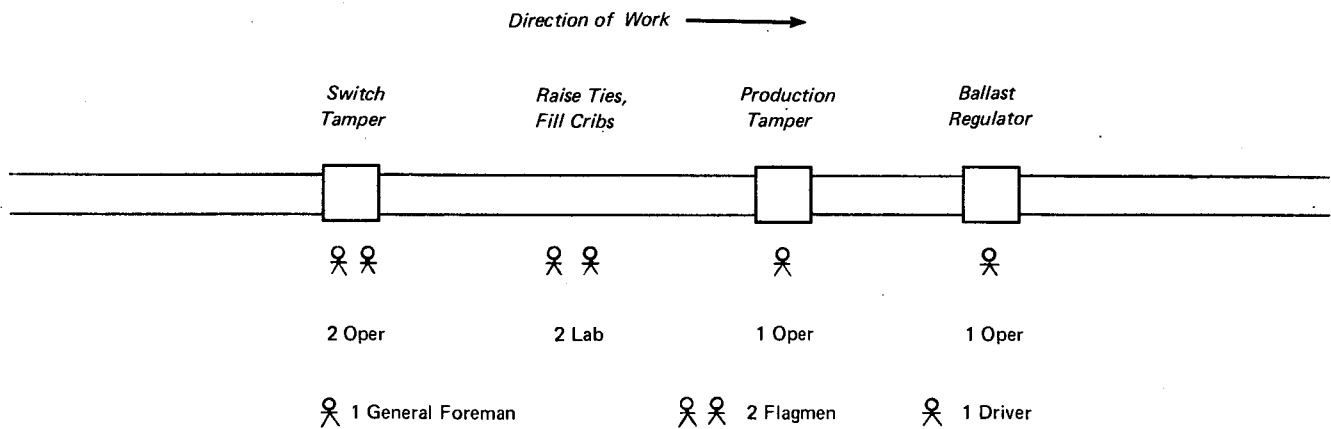 Direction of Work
Switch Tamper
Raise Ties, Fill Cribs
Production Tamper
Ballast Regulator
2 Oper
2 Lab
1 Oper
1 Oper
1 General Foreman
2 Flagmen
1 Driver